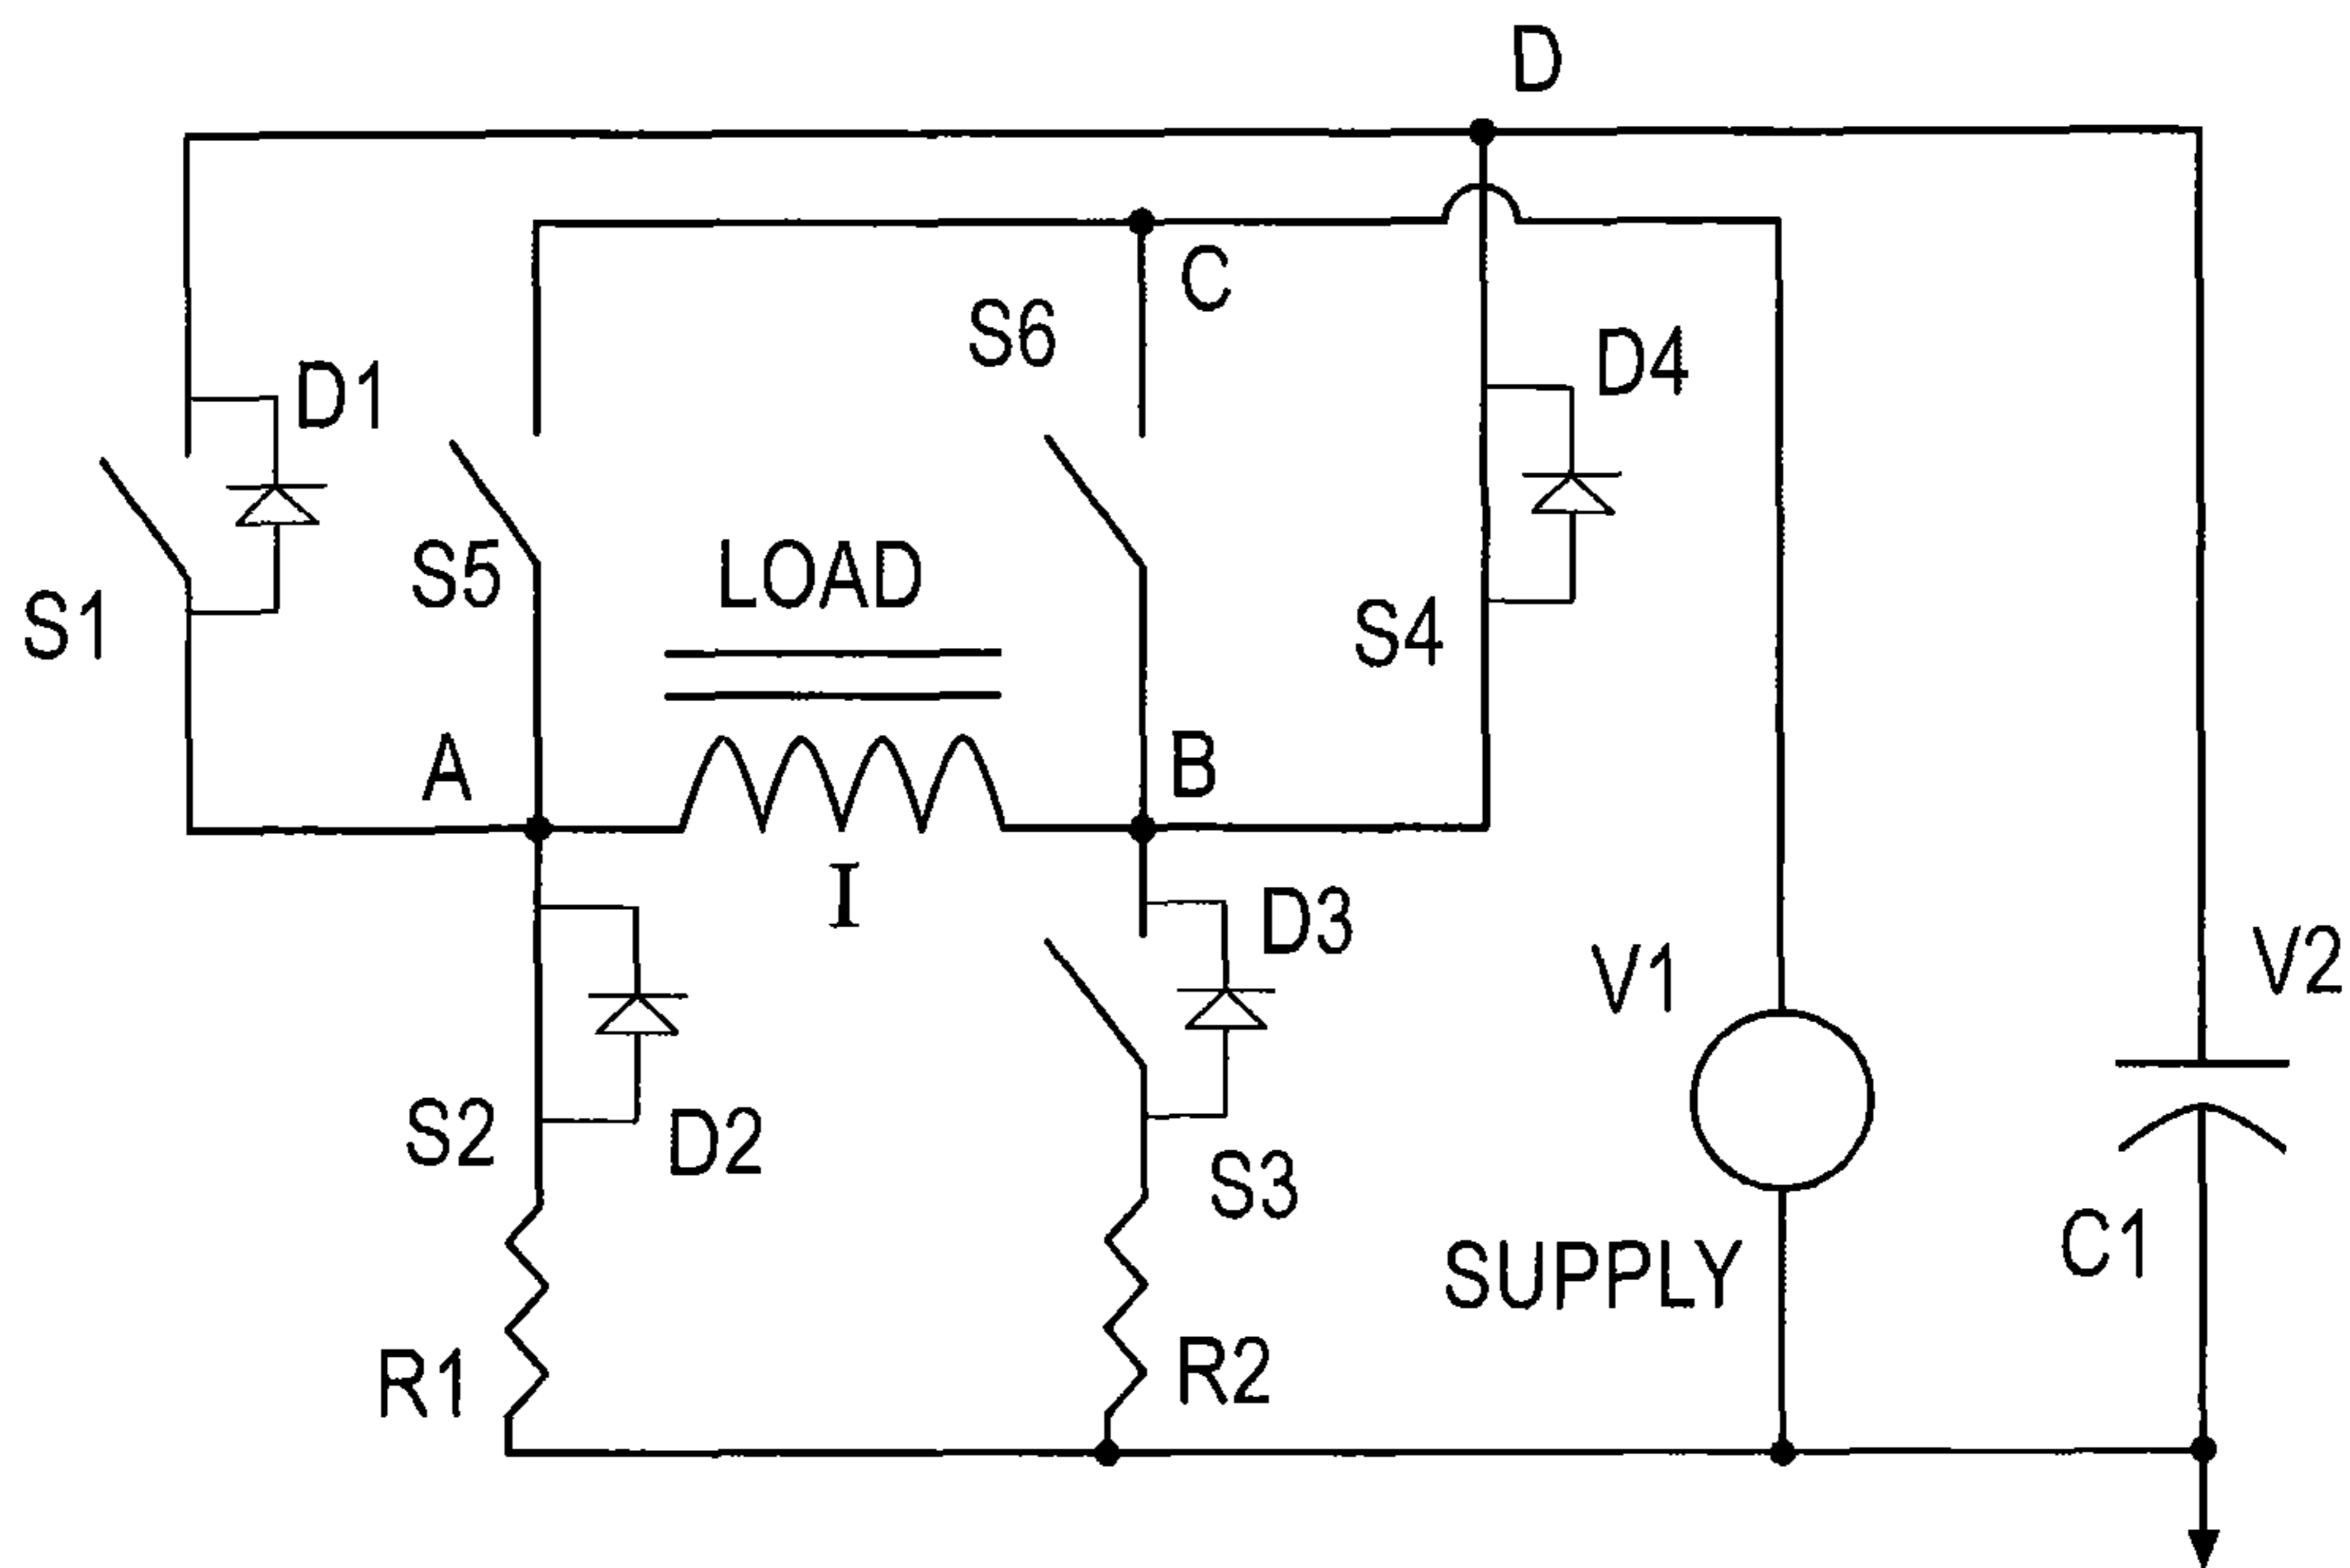 D
C
S6
D1
D4
S5
LOAD
S1
S4
A
B
I
D3
V1
V2
S2
D2
S3
C1
SUPPLY
R1
R2